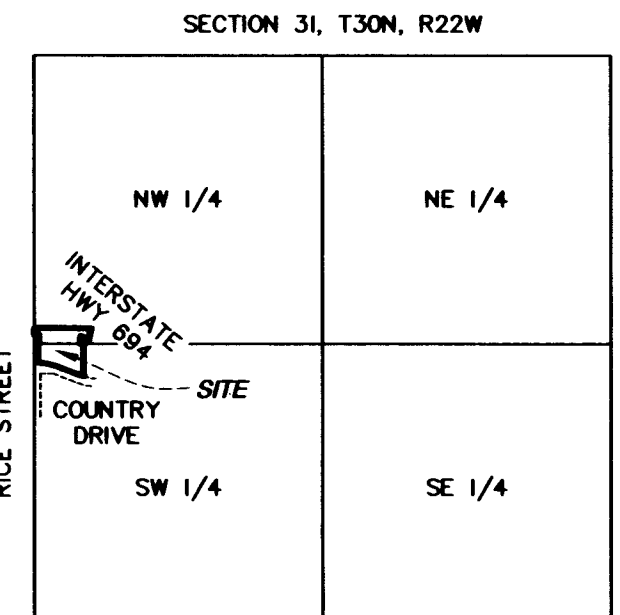 SECTION 31, T30N, R22W
NW 1/4
NE 1/4
INTERSTATE
HWY 694
RICE STREET
SITE
COUNTRY
DRIVE
SW 1/4
SE 1/4